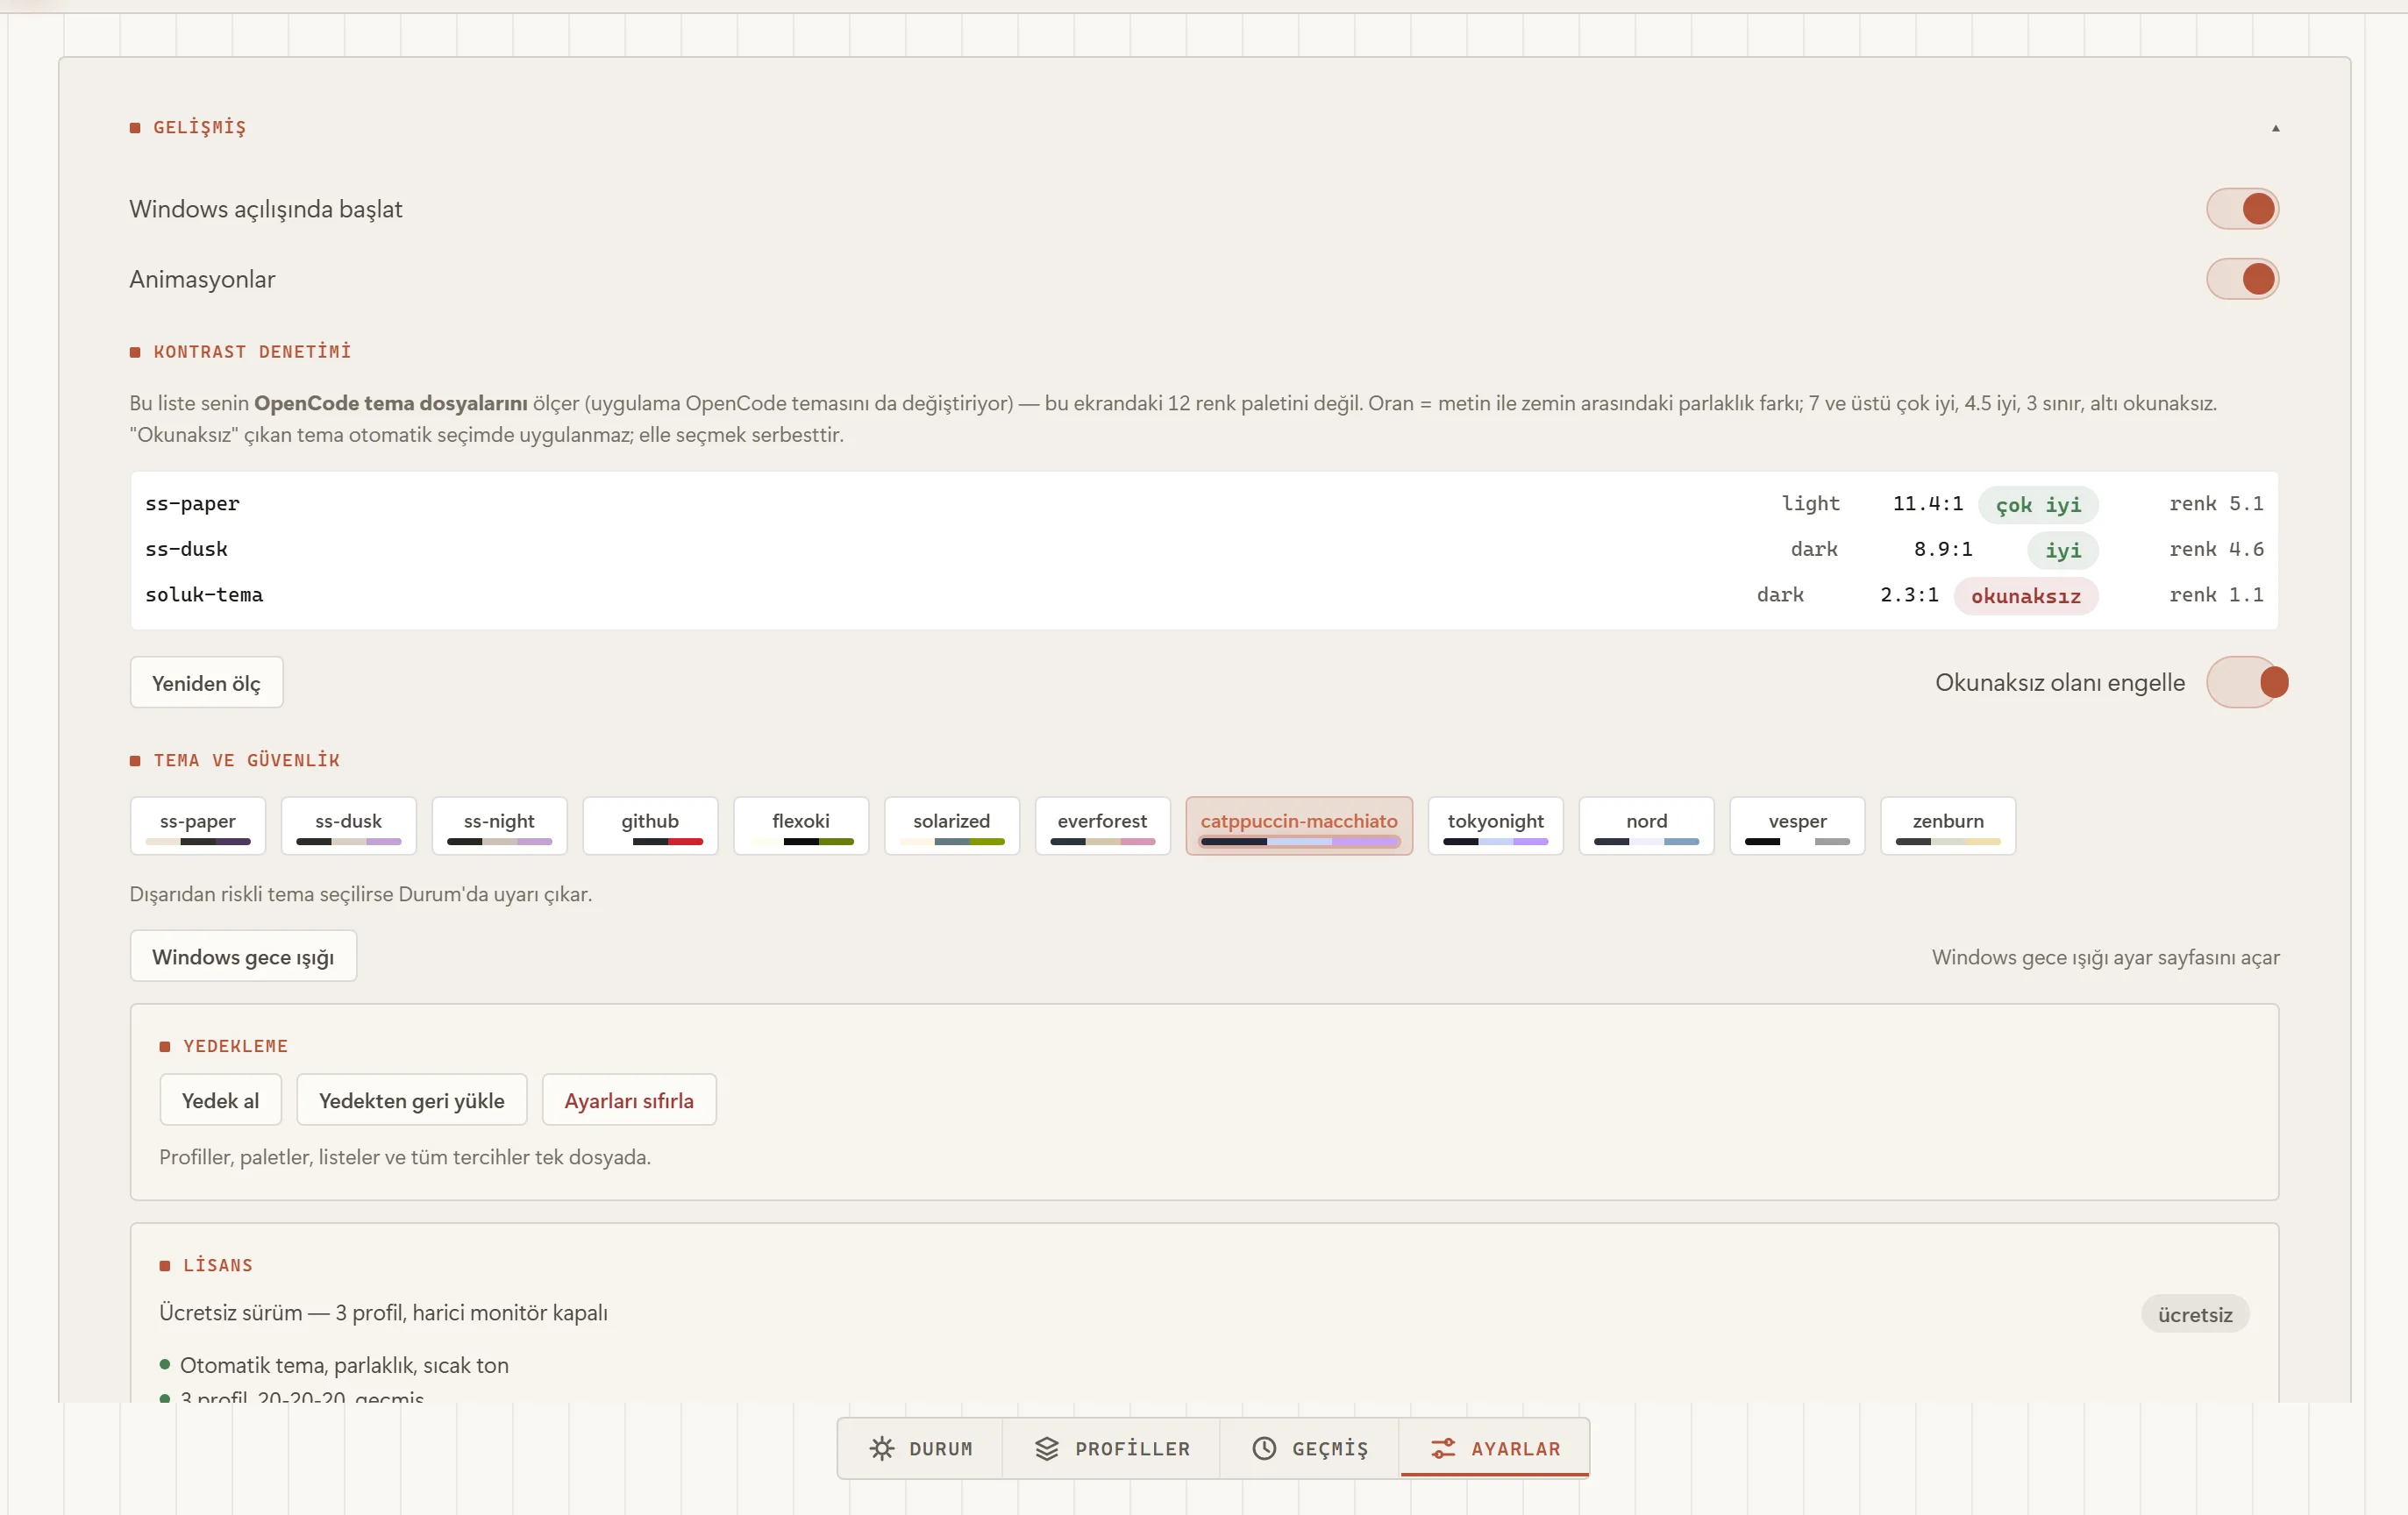 GELİŞMİŞ ▲
Windows açılışında başlat
Animasyonlar
KONTRAST DENETİMİ
Bu liste senin OpenCode tema dosyalarını ölçer (uygulama OpenCode temasını da değiştiriyor) — bu ekrandaki 12 renk paletini değil. Oran = metin ile zemin arasındaki parlaklık farkı; 7 ve üstü çok iyi, 4.5 iyi, 3 sınır, altı okunaksız.
"Okunaksız" çıkan tema otomatik seçimde uygulanmaz; elle seçmek serbesttir.
ss-paper light 11.4:1 çok iyi renk 5.1
ss-dusk dark 8.9:1 iyi renk 4.6
soluk-tema dark 2.3:1 okunaksız renk 1.1
Yeniden ölç Okunaksız olanı engelle
TEMA VE GÜVENLİK
ss-paper ss-dusk ss-night github flexoki solarized everforest catppuccin-macchiato tokyonight nord vesper zenburn
Dışarıdan riskli tema seçilirse Durum'da uyarı çıkar.
Windows gece ışığı Windows gece ışığı ayar sayfasını açar
YEDEKLEME
Yedek al Yedekten geri yükle Ayarları sıfırla
Profiller, paletler, listeler ve tüm tercihler tek dosyada.
LİSANS
Ücretsiz sürüm — 3 profil, harici monitör kapalı ücretsiz
Otomatik tema, parlaklık, sıcak ton
3 profil, 20-20-20, geçmiş
DURUM PROFİLLER GEÇMİŞ AYARLAR